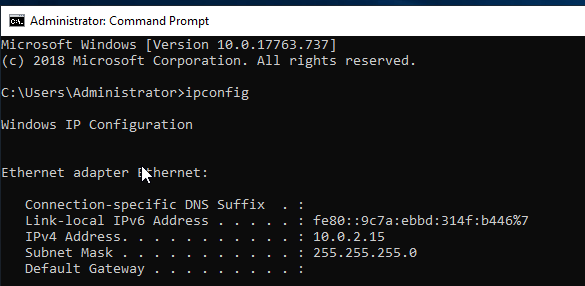 Administrator: Command Prompt
Microsoft Windows [Version 10.0.17763.737]
(c) 2018 Microsoft Corporation. All rights reserved.
C:\Users\Administrator>ipconfig
Windows IP Configuration
Ethernet adapter Ethernet:
Connection-specific DNS Suffix  . :
Link-local IPv6 Address . . . . . : fe80::9c7a:ebbd:314f:b446%7
IPv4 Address. . . . . . . . . . . : 10.0.2.15
Subnet Mask . . . . . . . . . . . : 255.255.255.0
Default Gateway . . . . . . . . . :